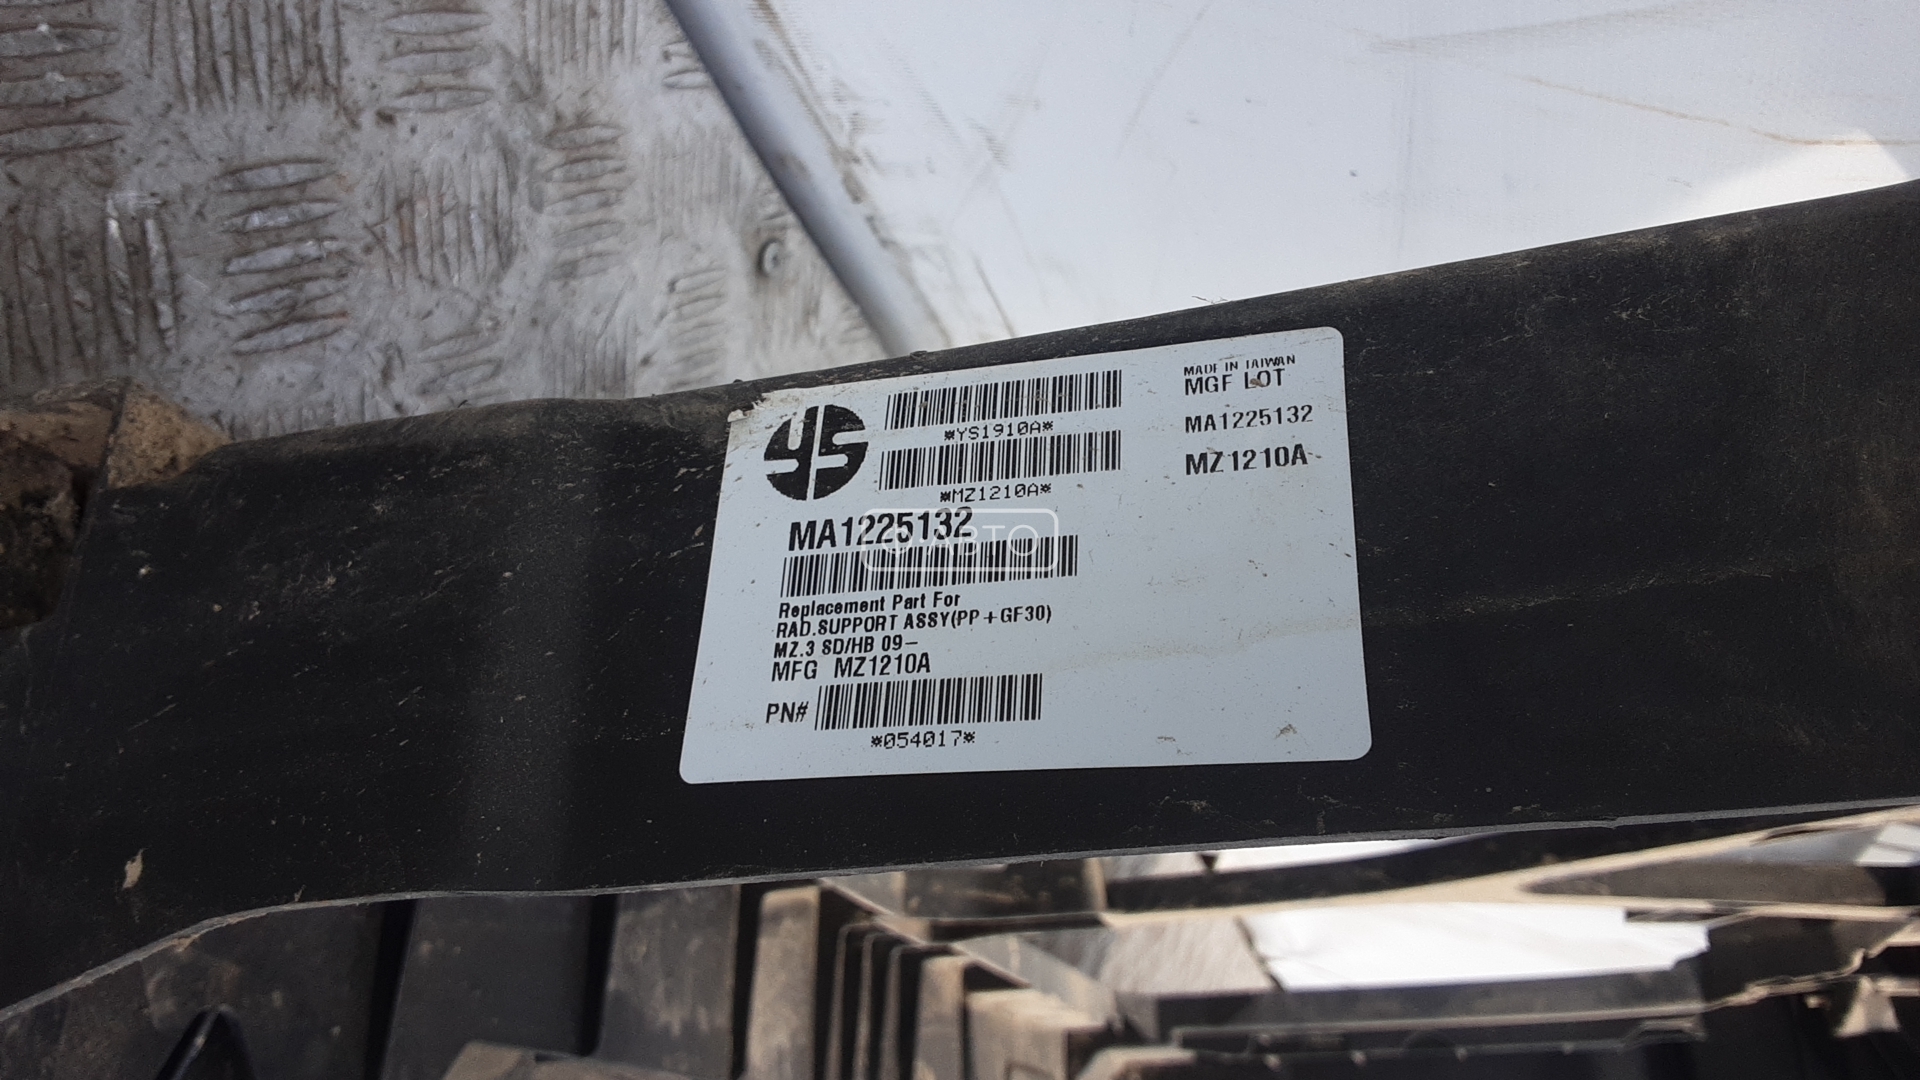 YS
*YS1910A*
*MZ1210A*
MADE IN TAIWAN
MGF LOT
MA1225132
MZ1210A
MA1225132
АВТО
Replacement Part For
RAD.SUPPORT ASSY(PP+GF30)
MZ.3 SD/HB 09-
MFG MZ1210A
PN#
*054017*